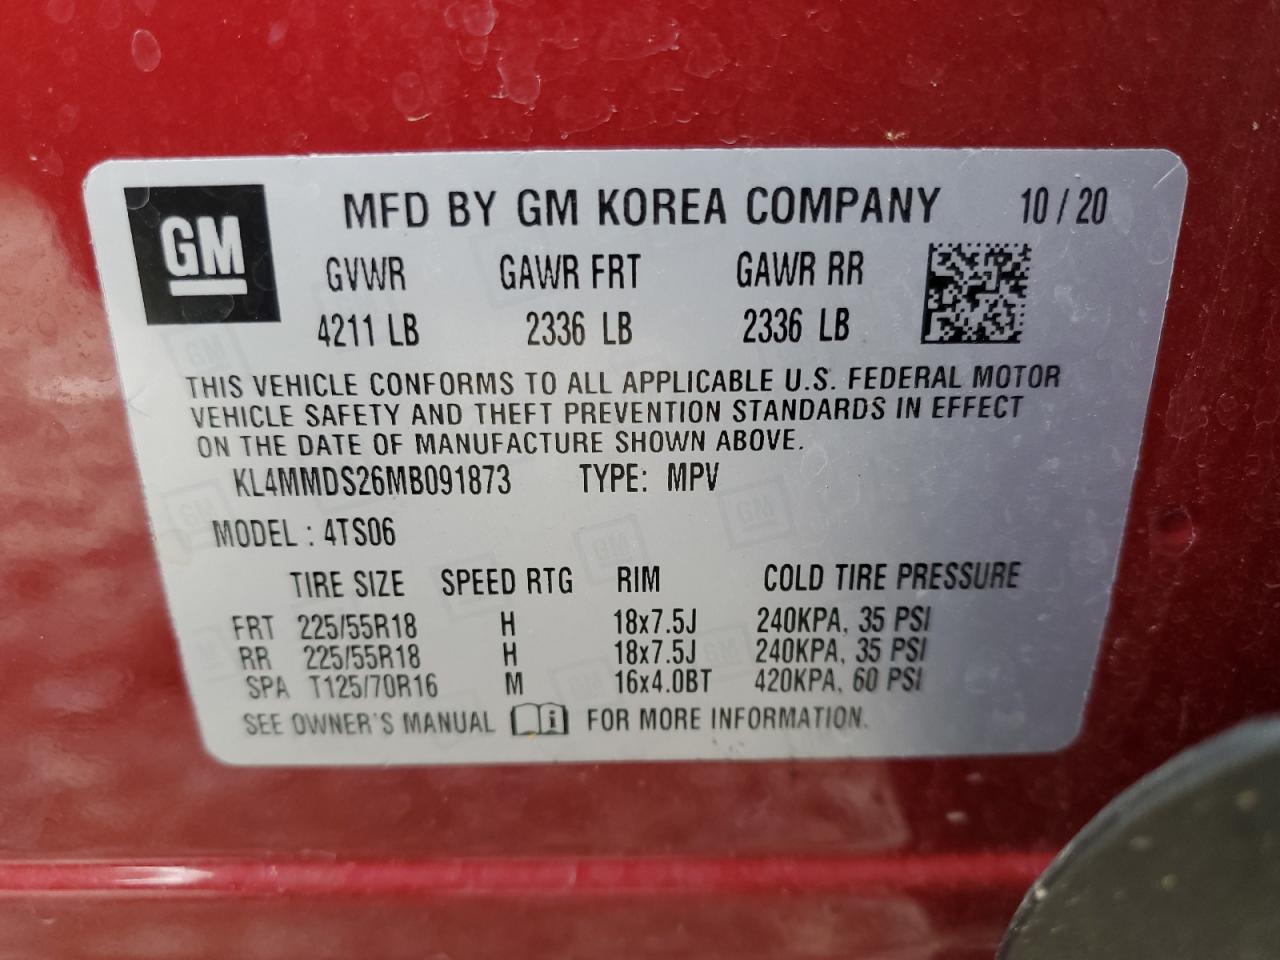 GM
MFD BY GM KOREA COMPANY 10/20
GVWR GAWR FRT GAWR RR
4211 LB 2336 LB 2336 LB
THIS VEHICLE CONFORMS TO ALL APPLICABLE U.S. FEDERAL MOTOR
VEHICLE SAFETY AND THEFT PREVENTION STANDARDS IN EFFECT
ON THE DATE OF MANUFACTURE SHOWN ABOVE.
KL4MMDS26MB091873 TYPE: MPV
MODEL : 4TS06
TIRE SIZE SPEED RTG RIM COLD TIRE PRESSURE
FRT 225/55R18 H 18x7.5J 240KPA, 35 PSI
RR 225/55R18 H 18x7.5J 240KPA, 35 PSI
SPA T125/70R16 M 16x4.0BT 420KPA, 60 PSI
SEE OWNER'S MANUAL i FOR MORE INFORMATION.